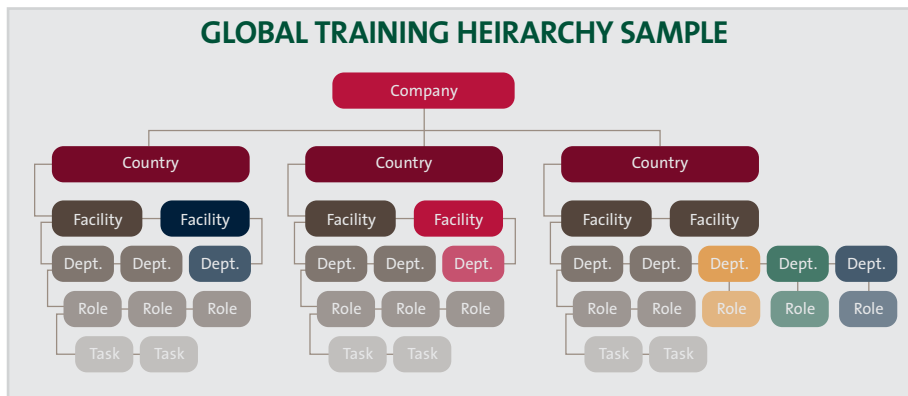 GLOBAL TRAINING HEIRARCHY SAMPLE
Company
Country Country Country
Facility Facility Facility Facility Facility Facility
Dept. Dept. Dept. Dept. Dept. Dept. Dept. Dept. Dept. Dept. Dept.
Role Role Role Role Role Role Role Role Role Role Role
Task Task Task Task Task Task